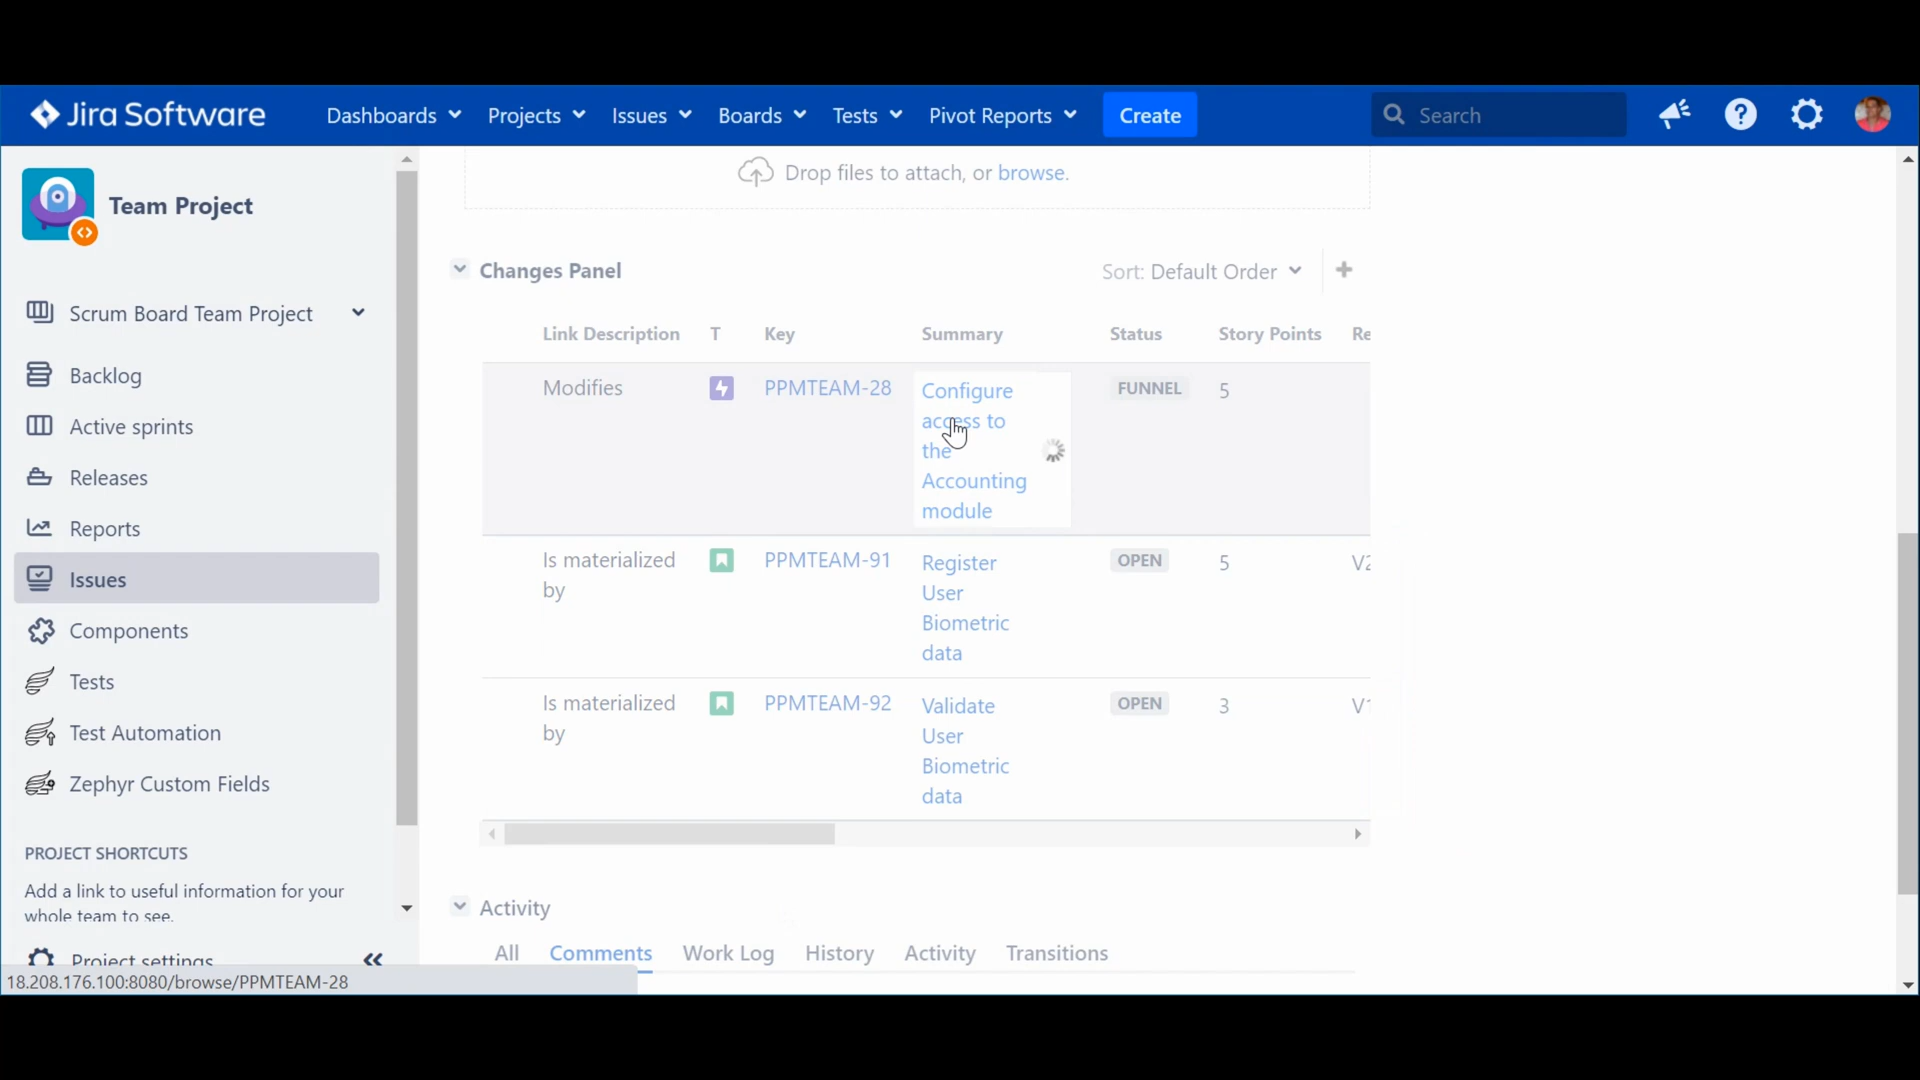 Jira Software
Dashboards Projects Issues Boards Tests Pivot Reports Create Search
Team Project
Scrum Board Team Project
Backlog
Active sprints
Releases
Reports
Issues
Components
Tests
Test Automation
Zephyr Custom Fields
PROJECT SHORTCUTS
Add a link to useful information for your
whole team to see.
Project settings
18.208.176.100:8080/browse/PPMTEAM-28
Drop files to attach, or browse.
Changes Panel Sort: Default Order
Link Description T Key Summary Status Story Points Re
Modifies PPMTEAM-28 Configure FUNNEL 5
access to
the
Accounting
module
Is materialized PPMTEAM-91 Register OPEN 5 V2
by User
Biometric
data
Is materialized PPMTEAM-92 Validate OPEN 3 V1
by User
Biometric
data
Activity
All Comments Work Log History Activity Transitions